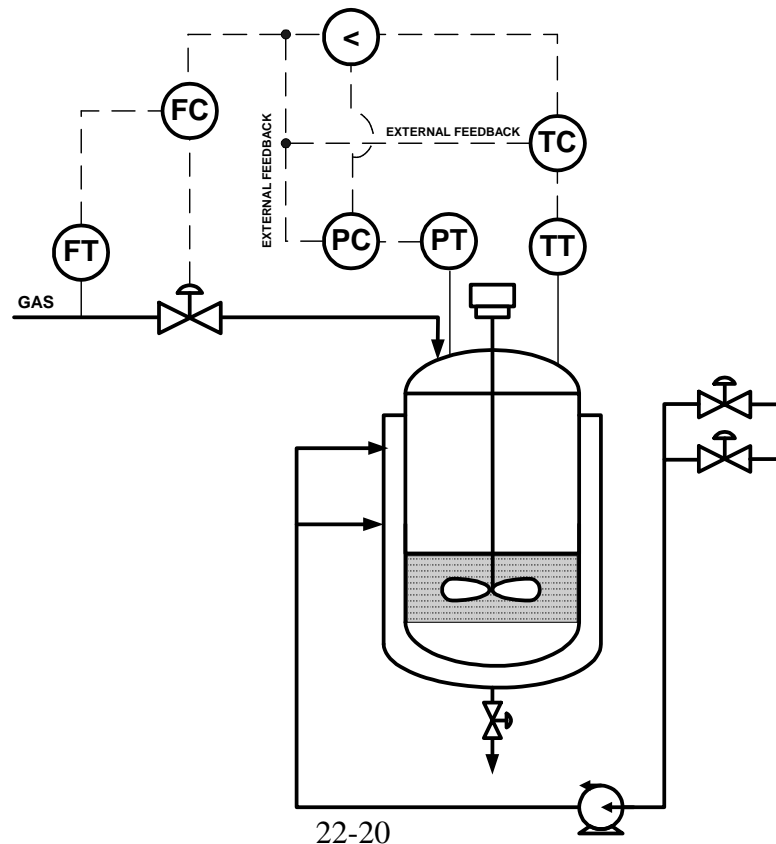 <
FC
EXTERNAL FEEDBACK
TC
EXTERNAL FEEDBACK
FT
PC
PT
TT
GAS
22-20